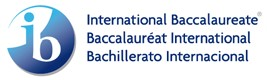 ib
International Baccalaureate®
Baccalauréat International
Bachillerato Internacional